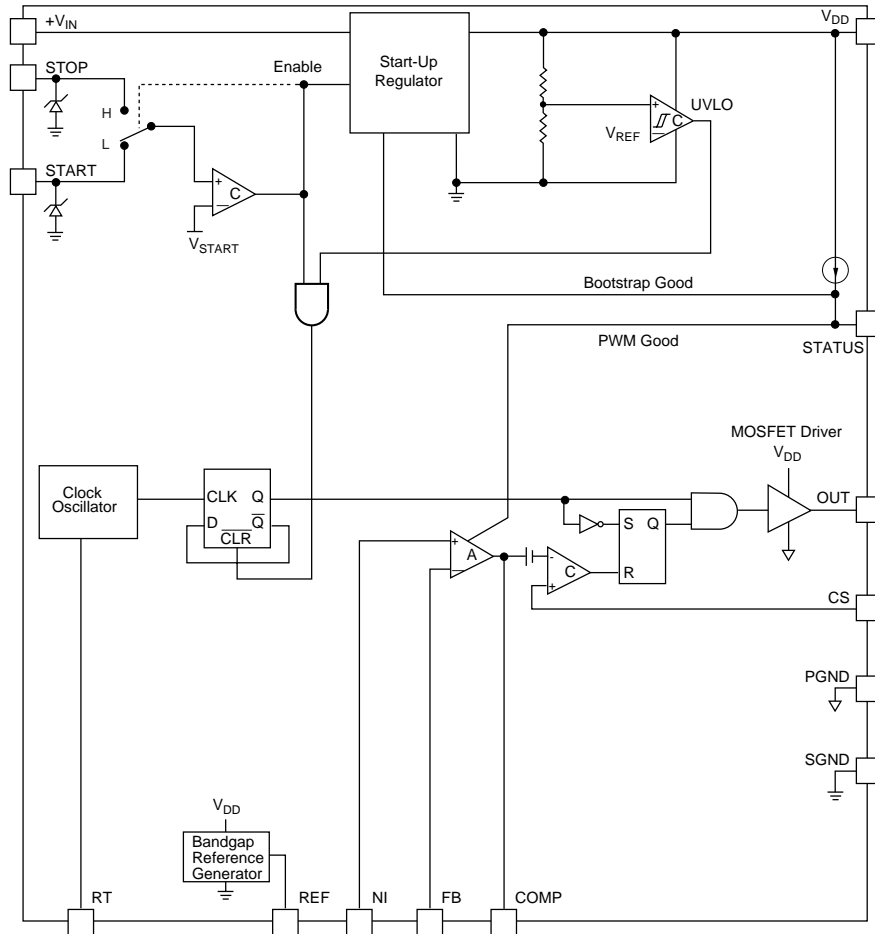 +VIN
VDD
STOP
Enable
Start-Up
Regulator
UVLO
H
+
C
VREF
L
START
+
C
VSTART
Bootstrap Good
PWM Good
STATUS
MOSFET Driver
VDD
Clock
Oscillator
CLK Q
D Q
CLR
S Q
R
OUT
+
A
-
C
+
CS
PGND
SGND
VDD
Bandgap
Reference
Generator
RT
REF
NI
FB
COMP